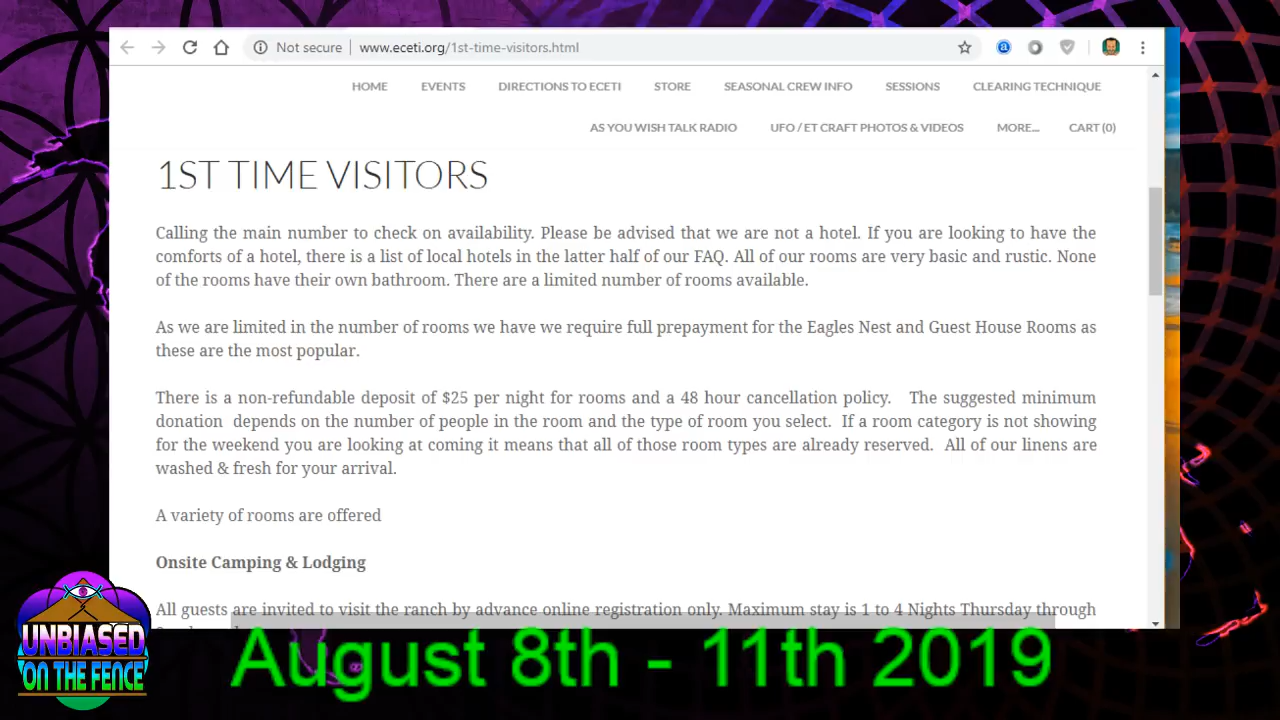 Not secure www.eceti.org/1st-time-visitors.html
HOME EVENTS DIRECTIONS TO ECETI STORE SEASONAL CREW INFO SESSIONS CLEARING TECHNIQUE
AS YOU WISH TALK RADIO UFO / ET CRAFT PHOTOS & VIDEOS MORE... CART (0)
1ST TIME VISITORS
Calling the main number to check on availability. Please be advised that we are not a hotel. If you are looking to have the
comforts of a hotel, there is a list of local hotels in the latter half of our FAQ. All of our rooms are very basic and rustic. None
of the rooms have their own bathroom. There are a limited number of rooms available.
As we are limited in the number of rooms we have we require full prepayment for the Eagles Nest and Guest House Rooms as
these are the most popular.
There is a non-refundable deposit of $25 per night for rooms and a 48 hour cancellation policy. The suggested minimum
donation depends on the number of people in the room and the type of room you select. If a room category is not showing
for the weekend you are looking at coming it means that all of those room types are already reserved. All of our linens are
washed & fresh for your arrival.
A variety of rooms are offered
Onsite Camping & Lodging
All guests are invited to visit the ranch by advance online registration only. Maximum stay is 1 to 4 Nights Thursday through
UNBIASED
ON THE FENCE
August 8th - 11th 2019